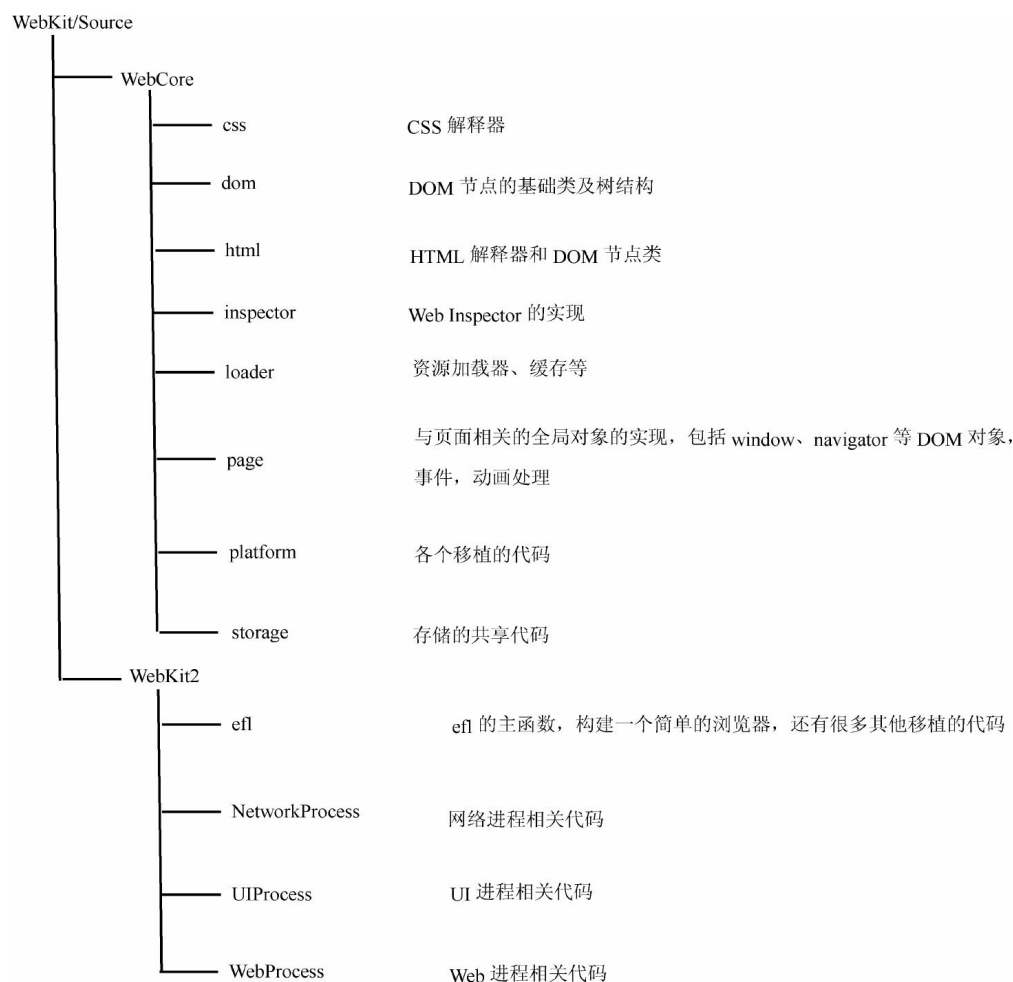 WebKit/Source
WebCore
css CSS 解释器
dom DOM 节点的基础类及树结构
html HTML 解释器和 DOM 节点类
inspector Web Inspector 的实现
loader 资源加载器、缓存等
page 与页面相关的全局对象的实现，包括 window、navigator 等 DOM 对象，
事件，动画处理
platform 各个移植的代码
storage 存储的共享代码
WebKit2
efl efl 的主函数，构建一个简单的浏览器，还有很多其他移植的代码
NetworkProcess 网络进程相关代码
UIProcess UI 进程相关代码
WebProcess Web 进程相关代码